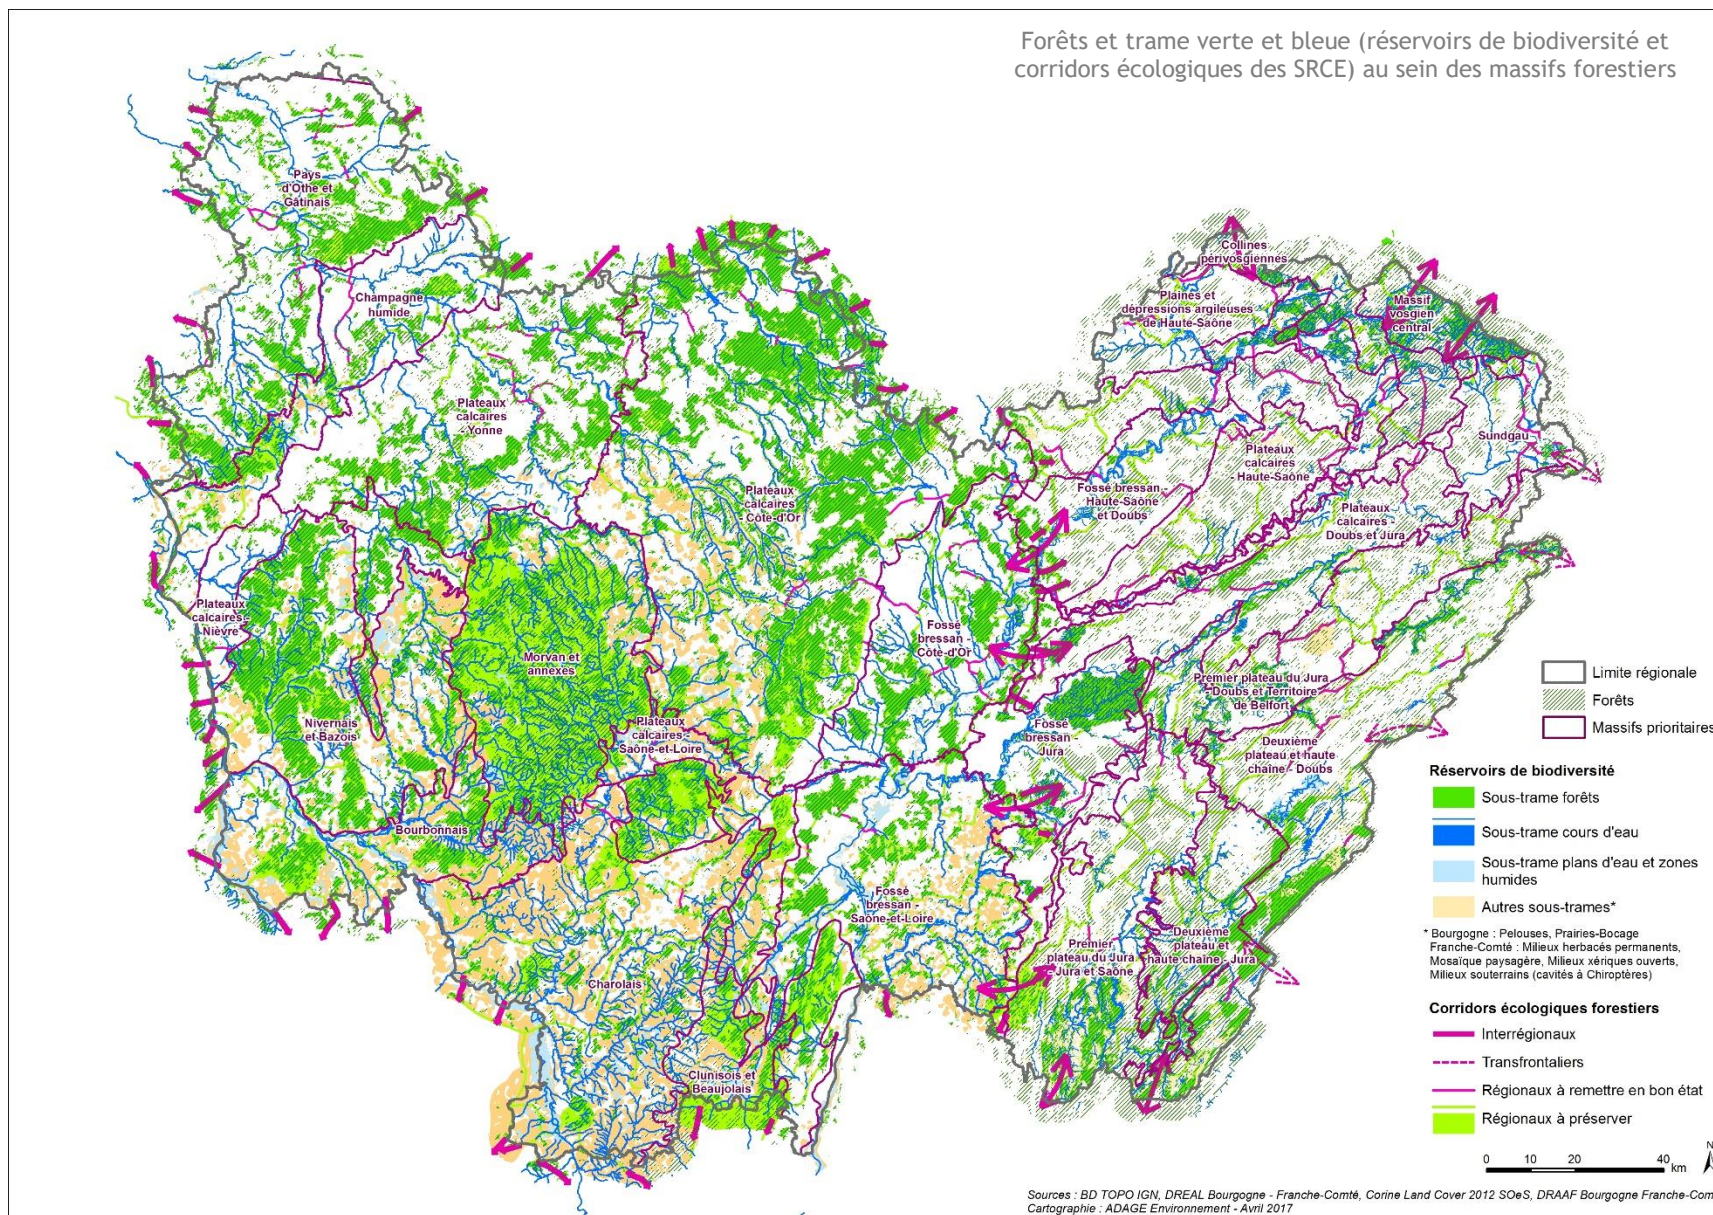 Forêts et trame verte et bleue (réservoirs de biodiversité et
corridors écologiques des SRCE) au sein des massifs forestiers
Pays
d'Othe et
Gâtinais
Champagne
humide
Collines
périvosgiennes
Plaines et
dépressions argileuses
de Haute-Saône
Massif
vosgien
central
Plateaux
calcaires
- Yonne
Sundgau
Plateaux
calcaires
- Haute-Saône
Plateaux
calcaires
- Côte-d'Or
Fossé bressan -
Haute-Saône
et Doubs
Plateaux
calcaires -
Doubs et Jura
Plateaux
calcaires -
Nièvre
Fossé
bressan -
Côte-d'Or
Morvan et
annexes
Premier plateau du Jura
- Doubs et Territoire
de Belfort
Nivernais
et Bazois
Plateaux
calcaires -
Saône-et-Loire
Fossé
bressan -
Jura
Deuxième
plateau et haute
chaîne - Doubs
Bourbonnais
Fossé
bressan -
Saône-et-Loire
Premier
plateau du Jura
- Jura et Saône
Deuxième
plateau et
haute chaîne - Jura
Charolais
Clunisois et
Beaujolais
Limite régionale
Forêts
Massifs prioritaires
Réservoirs de biodiversité
Sous-trame forêts
Sous-trame cours d'eau
Sous-trame plans d'eau et zones
humides
Autres sous-trames*
* Bourgogne : Pelouses, Prairies-Bocage
Franche-Comté : Milieux herbacés permanents,
Mosaïque paysagère, Milieux xériques ouverts,
Milieux souterrains (cavités à Chiroptères)
Corridors écologiques forestiers
Interrégionaux
Transfrontaliers
Régionaux à remettre en bon état
Régionaux à préserver
N
0 10 20 40 km
Sources : BD TOPO IGN, DREAL Bourgogne - Franche-Comté, Corine Land Cover 2012 SOeS, DRAAF Bourgogne Franche-Com
Cartographie : ADAGE Environnement - Avril 2017